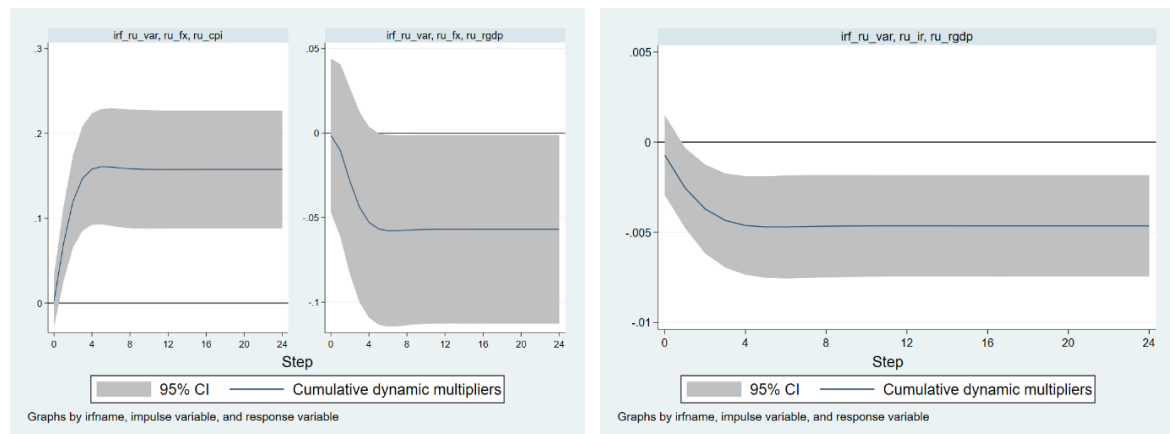 irf_ru_var, ru_fx, ru_cpi
irf_ru_var, ru_fx, ru_rgdp
.3
.2
.1
0
.05
0
-.05
-.1
0 4 8 12 16 20 24
0 4 8 12 16 20 24
Step
95% CI Cumulative dynamic multipliers
Graphs by irfname, impulse variable, and response variable
irf_ru_var, ru_ir, ru_rgdp
.005
0
-.005
-.01
0 4 8 12 16 20 24
Step
95% CI Cumulative dynamic multipliers
Graphs by irfname, impulse variable, and response variable